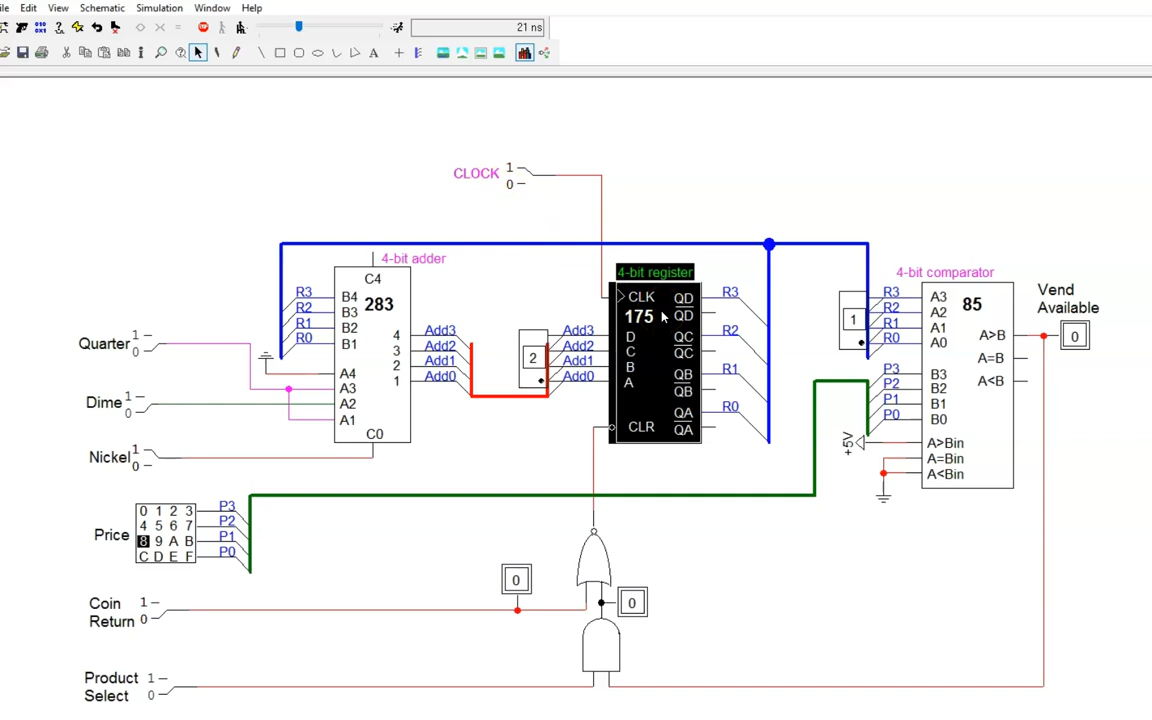 ile Edit View Schematic Simulation Window Help
STOP 21 ns
A
CLOCK 1
0
4-bit adder
4-bit register
4-bit comparator
Vend
Available
0
C4
283
R3 B4
R2 B3
R1 B2
R0 B1
A4
A3
A2
A1
C0
4 Add3
3 Add2
2 Add1
1 Add0
2
Add3
Add2
Add1
Add0
CLK
175
D
C
B
A
CLR
QD
QD
QC
QC
QB
QB
QA
QA
R3
R2
R1
R0
1
R3 A3
R2 A2
R1 A1
R0 A0
P3 B3
P2 B2
P1 B1
P0 B0
85
A>B
A=B
A<B
A>Bin
A=Bin
A<Bin
+5V
Quarter 1
0
Dime 1
0
Nickel 1
0
Price
0 1 2 3
4 5 6 7
8 9 A B
C D E F
P3
P2
P1
P0
0
0
Coin
Return
1
0
Product
Select
1
0